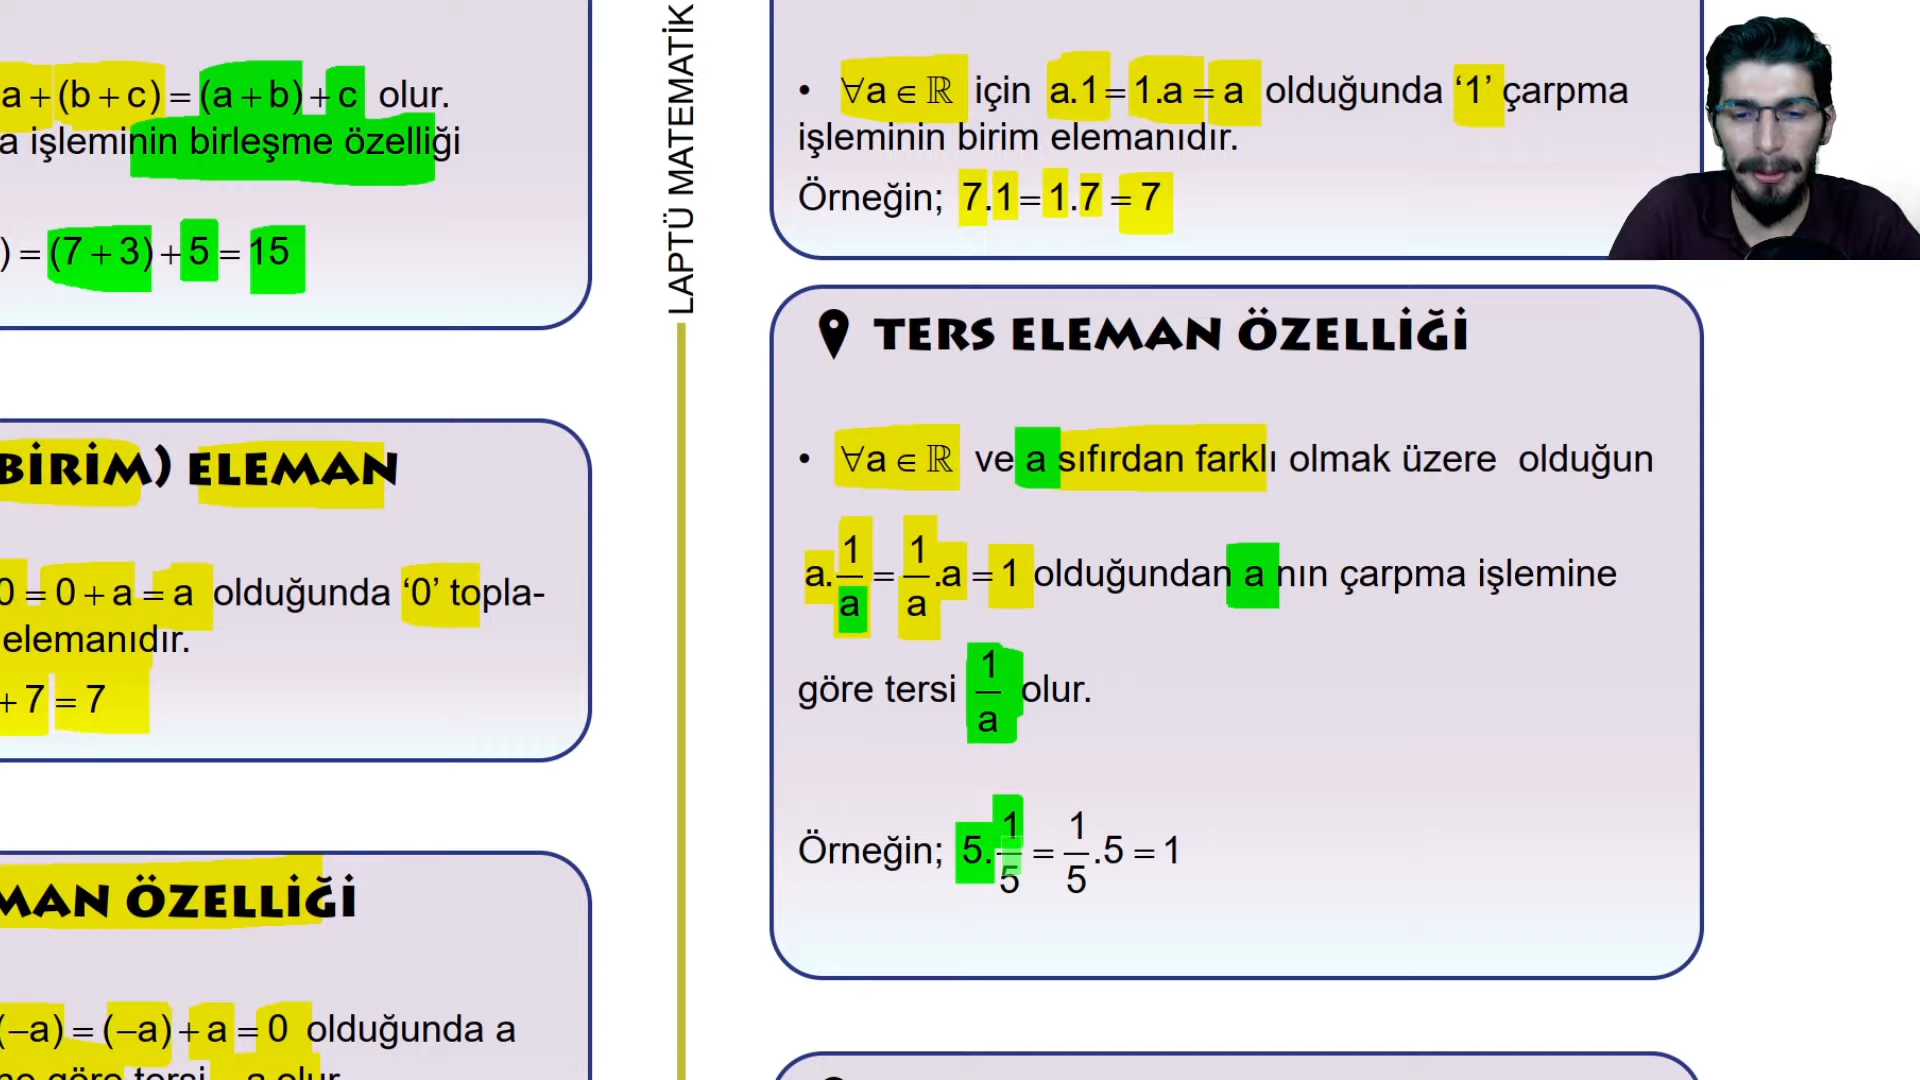 a + (b + c) = (a + b) + c olur.
a işleminin birleşme özelliği
) = (7 + 3) + 5 = 15
BİRİM) ELEMAN
0 = 0 + a = a olduğunda ‘0’ topla-
elemanıdır.
+ 7 = 7
MAN ÖZELLİĞİ
(−a) = (−a) + a = 0 olduğunda a
göre tersi −a olur
LAPTÜ MATEMATİK
• ∀a ∈ ℝ için a.1 = 1.a = a olduğunda ‘1’ çarpma
işleminin birim elemanıdır.
Örneğin; 7.1 = 1.7 = 7
TERS ELEMAN ÖZELLİĞİ
• ∀a ∈ ℝ ve a sıfırdan farklı olmak üzere olduğun
a.1/a = 1/a.a = 1 olduğundan a nın çarpma işlemine
göre tersi 1/a olur.
Örneğin; 5.1/5 = 1/5.5 = 1